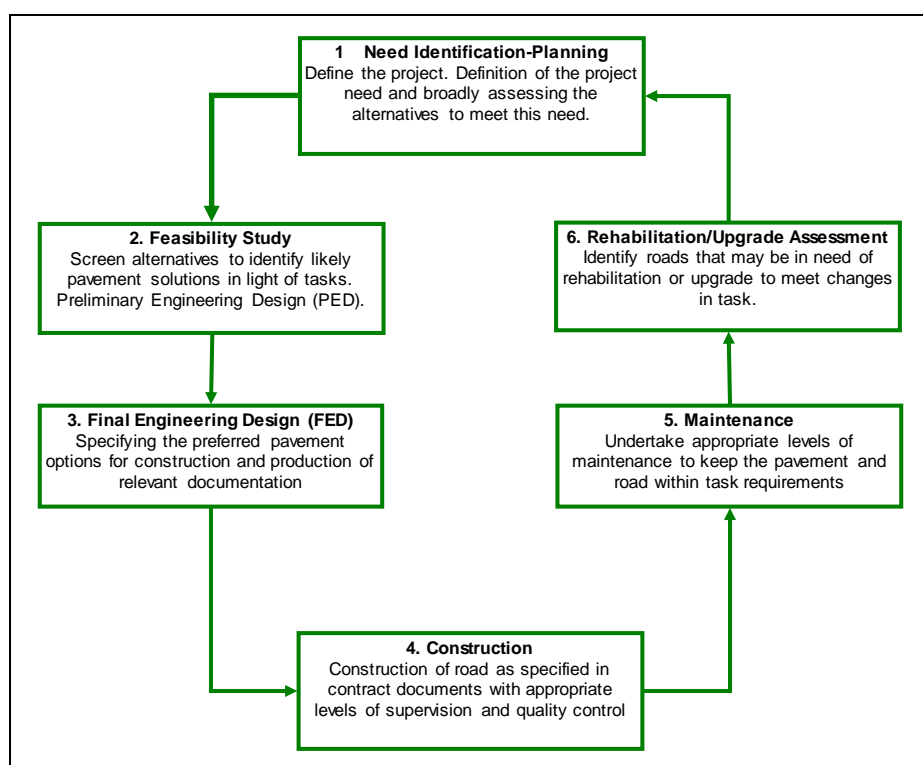 1 Need Identification-Planning
Define the project. Definition of the project
need and broadly assessing the
alternatives to meet this need.
2. Feasibility Study
Screen alternatives to identify likely
pavement solutions in light of tasks.
Preliminary Engineering Design (PED).
3. Final Engineering Design (FED)
Specifying the preferred pavement
options for construction and production of
relevant documentation
4. Construction
Construction of road as specified in
contract documents with appropriate
levels of supervision and quality control
5. Maintenance
Undertake appropriate levels of
maintenance to keep the pavement and
road within task requirements
6. Rehabilitation/Upgrade Assessment
Identify roads that may be in need of
rehabilitation or upgrade to meet changes
in task.